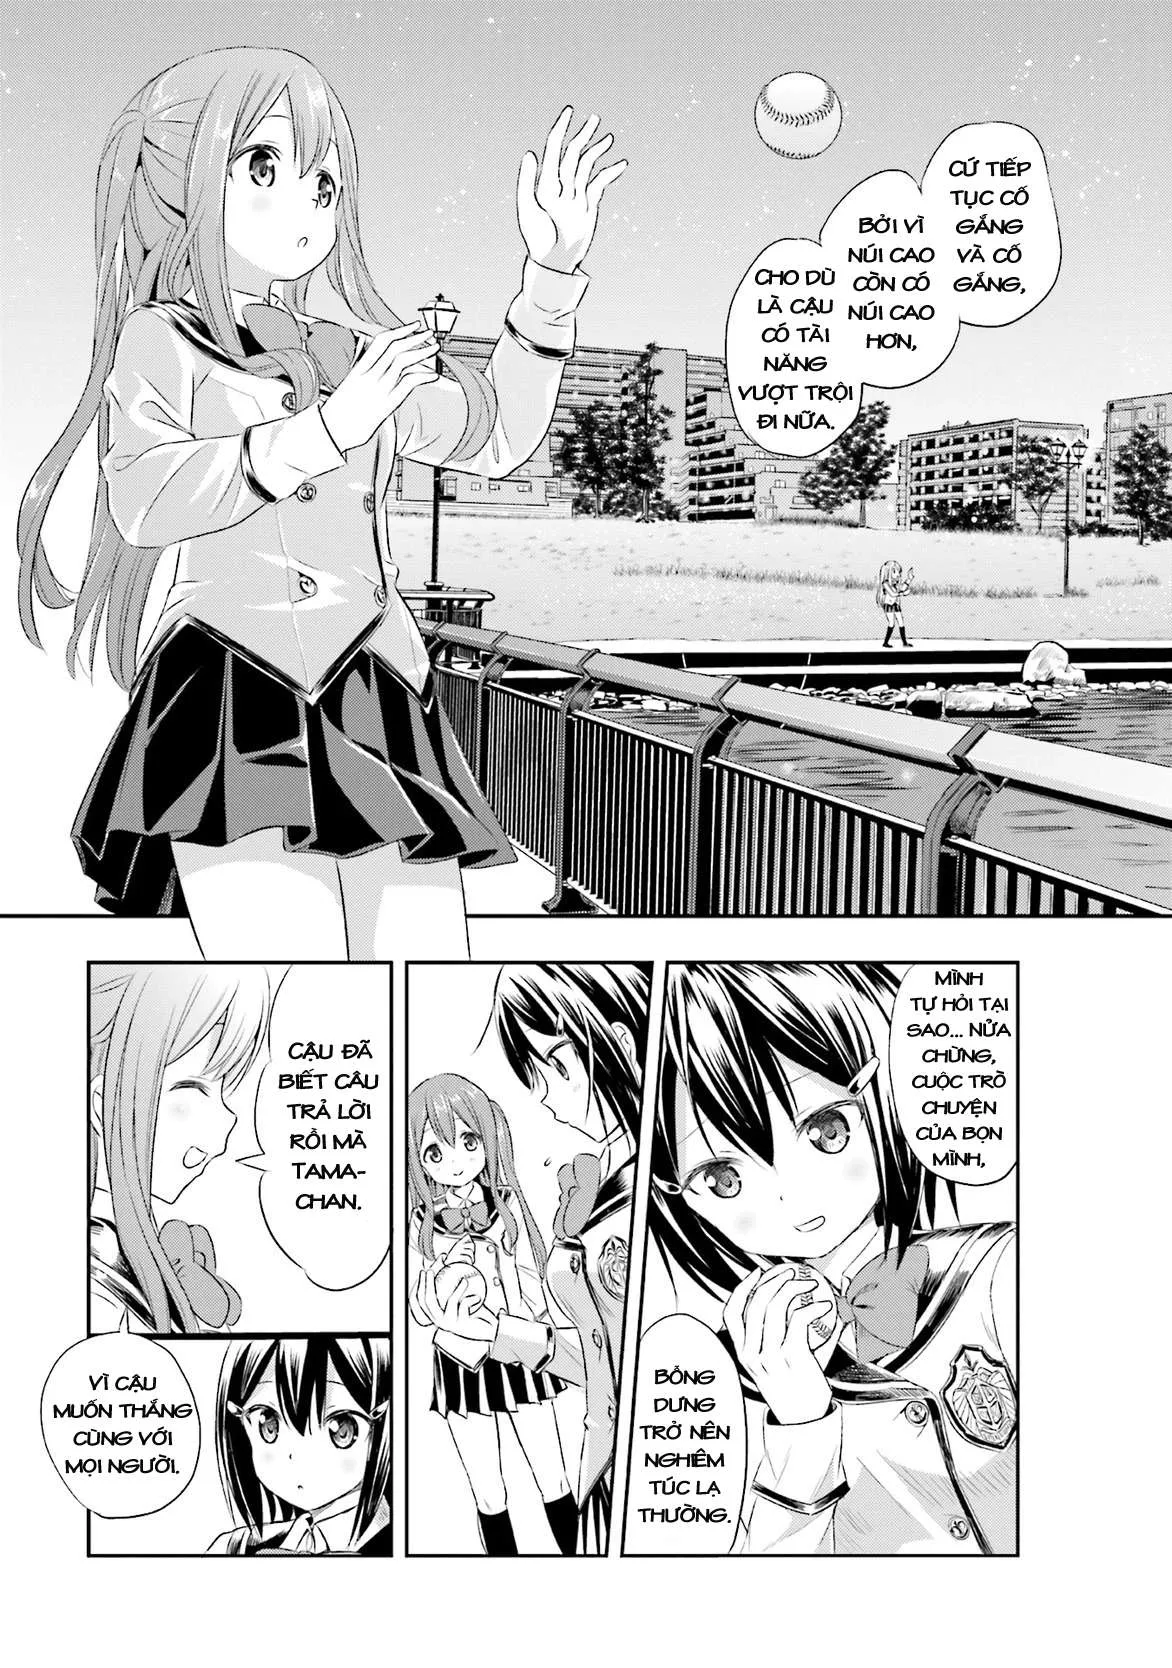 CỨ TIẾP
TỤC CỐ
GẮNG
VÀ CỐ
GẮNG,
BỞI VÌ
NÚI CAO
CÒN CÓ
NÚI CAO
HƠN,
CHO DÙ
LÀ CẬU
CÓ TÀI
NĂNG
VƯỢT TRỘI
ĐI NỮA.
MÌNH
TỰ HỎI TẠI
SAO... NỬA
CHỪNG,
CUỘC TRÒ
CHUYỆN
CỦA BỌN
MÌNH,
BỖNG
DƯNG
TRỞ NÊN
NGHIÊM
TÚC LẠ
THƯỜNG.
CẬU ĐÃ
BIẾT CÂU
TRẢ LỜI
RỒI MÀ
TAMA-
CHAN.
VÌ CẬU
MUỐN THẮNG
CÙNG VỚI
MỌI NGƯỜI.